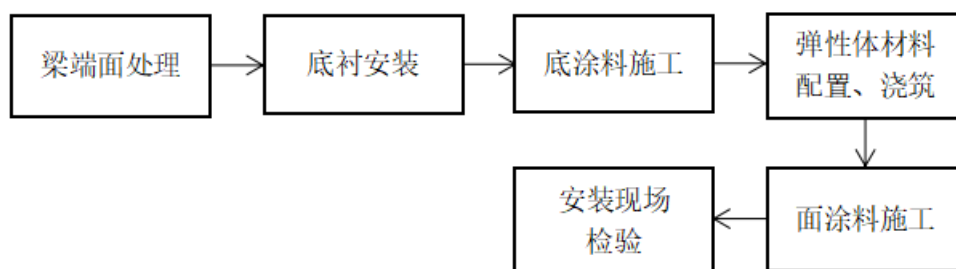 梁端面处理
底衬安装
底涂料施工
弹性体材料
配置、浇筑
面涂料施工
安装现场
检验